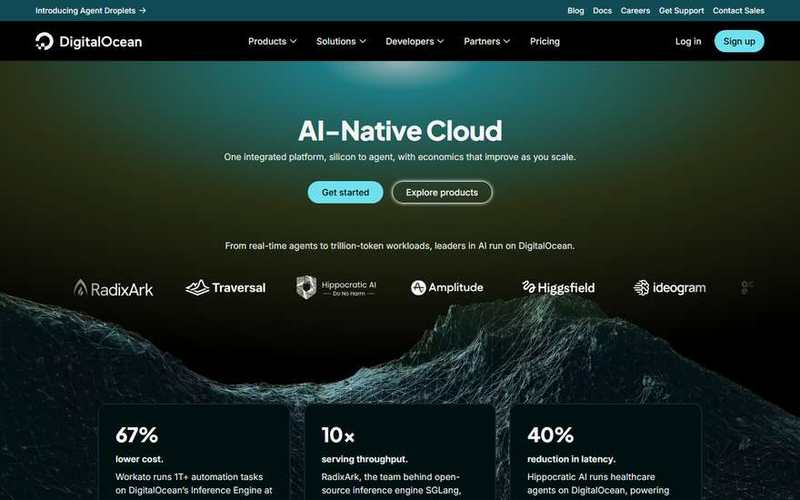 Introducing Agent Droplets →
Blog Docs Careers Get Support Contact Sales
DigitalOcean
Products Solutions Developers Partners Pricing
Log in Sign up
AI-Native Cloud
One integrated platform, silicon to agent, with economics that improve as you scale.
Get started Explore products
From real-time agents to trillion-token workloads, leaders in AI run on DigitalOcean.
RadixArk Traversal Hippocratic AI Do No Harm Amplitude Higgsfield ideogram
67%
lower cost.
Workato runs 1T+ automation tasks
on DigitalOcean's Inference Engine at
10x
serving throughput.
RadixArk, the team behind open-
source inference engine SGLang,
40%
reduction in latency.
Hippocratic AI runs healthcare
agents on DigitalOcean, powering